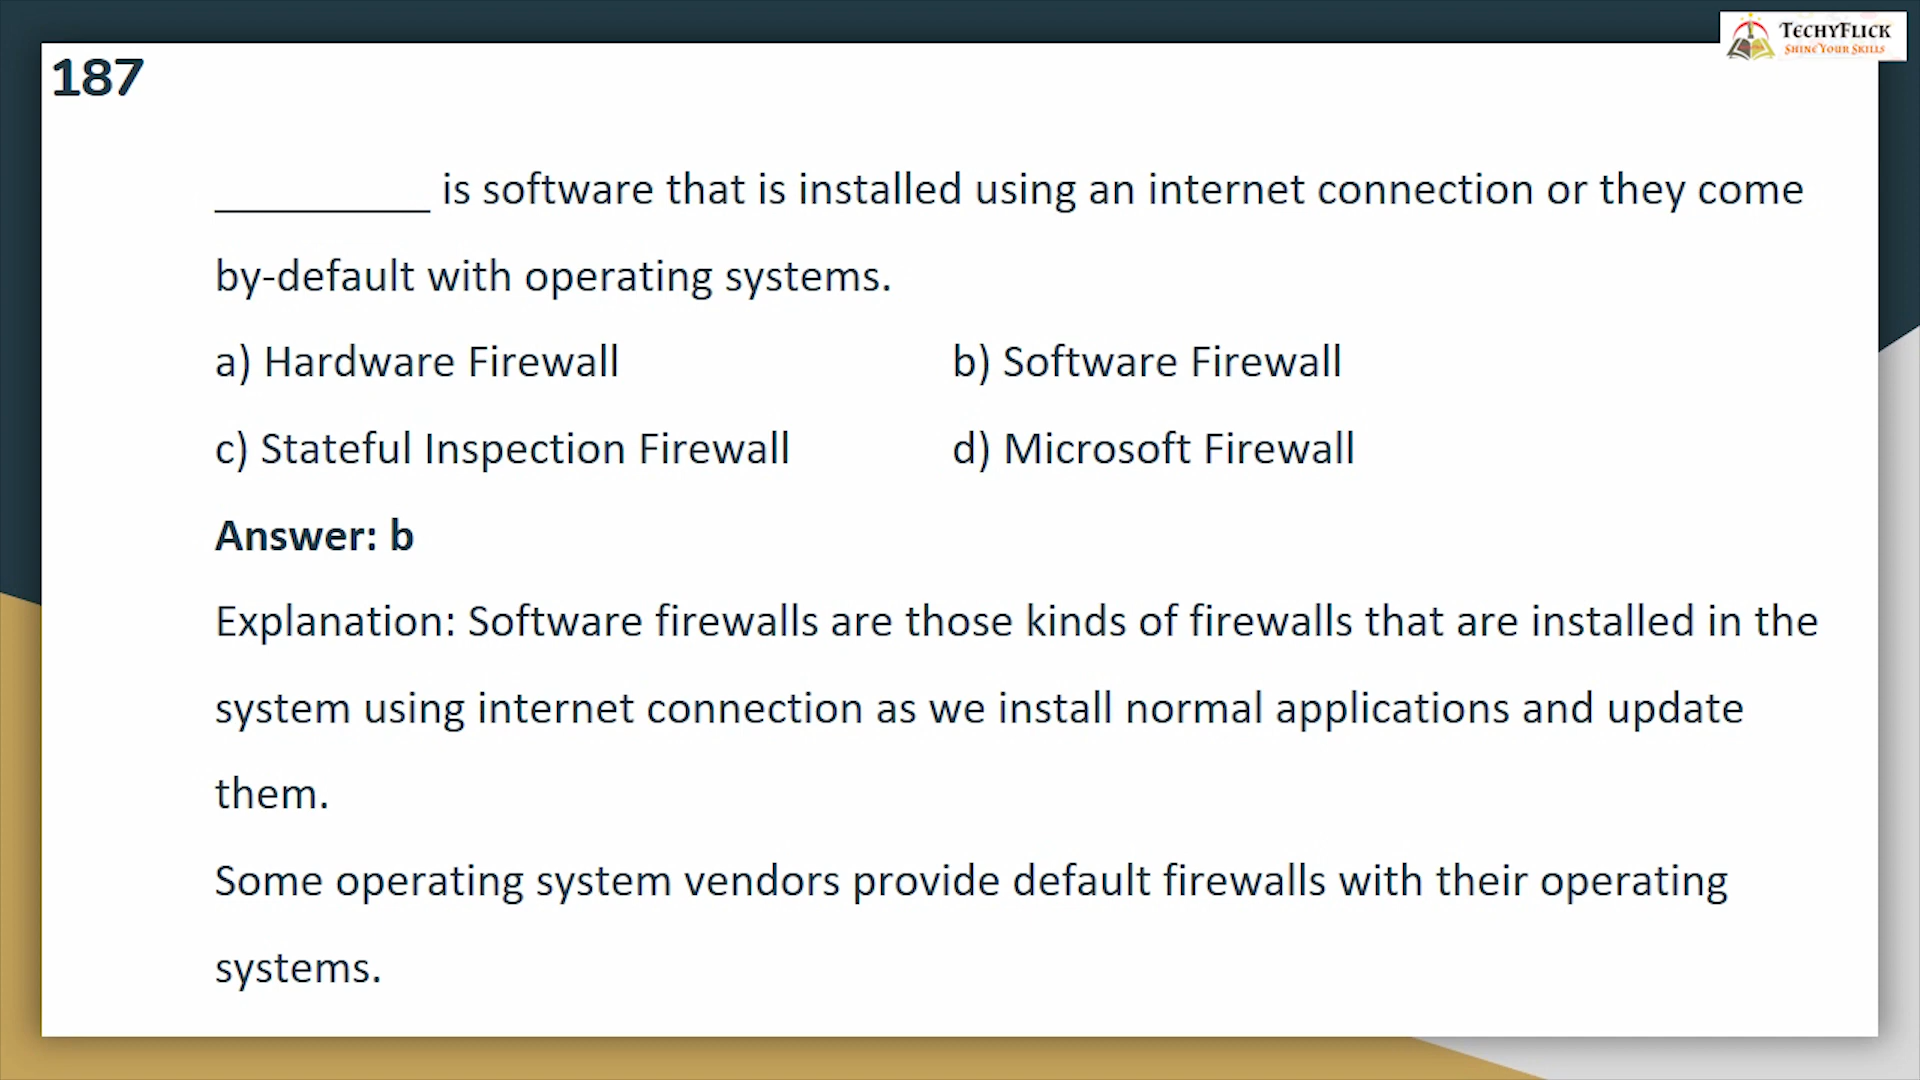 TECHYFLICK
SHINE YOUR SKILLS
187
_________ is software that is installed using an internet connection or they come
by-default with operating systems.
a) Hardware Firewall b) Software Firewall
c) Stateful Inspection Firewall d) Microsoft Firewall
Answer: b
Explanation: Software firewalls are those kinds of firewalls that are installed in the
system using internet connection as we install normal applications and update
them.
Some operating system vendors provide default firewalls with their operating
systems.